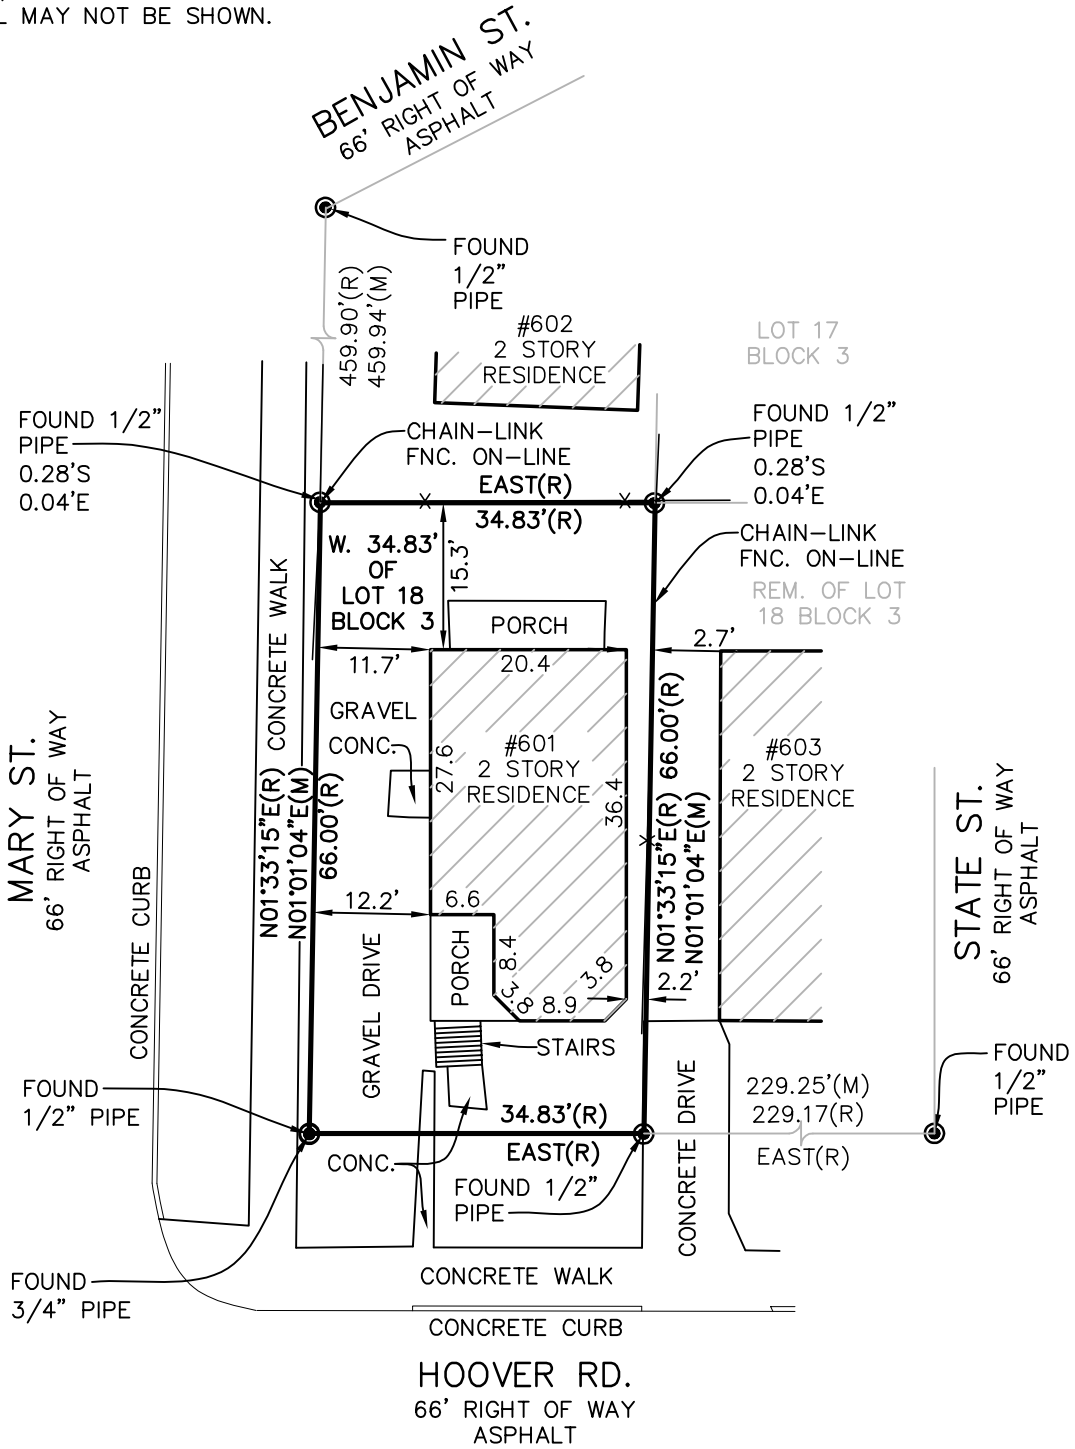 MAY NOT BE SHOWN.
BENJAMIN ST.
66' RIGHT OF WAY
ASPHALT
FOUND
1/2"
PIPE
459.90'(R)
459.94'(M)
#602
2 STORY
RESIDENCE
LOT 17
BLOCK 3
FOUND 1/2"
PIPE
0.28'S
0.04'E
CHAIN-LINK
FNC. ON-LINE
EAST(R)
34.83'(R)
FOUND 1/2"
PIPE
0.28'S
0.04'E
CHAIN-LINK
FNC. ON-LINE
W. 34.83'
OF
LOT 18
BLOCK 3
15.3'
REM. OF LOT
18 BLOCK 3
CONCRETE WALK
PORCH
2.7'
11.7'
20.4
GRAVEL
CONC.
27.6
#601
2 STORY
RESIDENCE
36.4
#603
2 STORY
RESIDENCE
MARY ST.
66' RIGHT OF WAY
ASPHALT
N01°33'15"E(R)
N01°01'04"E(M)
66.00'(R)
N01°33'15"E(R) 66.00'(R)
N01°01'04"E(M)
STATE ST.
66' RIGHT OF WAY
ASPHALT
CONCRETE CURB
12.2'
6.6
GRAVEL DRIVE
PORCH
8.4
3.8
8.9
3.8
2.2'
STAIRS
FOUND
1/2" PIPE
FOUND
1/2"
PIPE
34.83'(R)
EAST(R)
CONC.
FOUND 1/2"
PIPE
CONCRETE DRIVE
229.25'(M)
229.17(R)
EAST(R)
FOUND
3/4" PIPE
CONCRETE WALK
CONCRETE CURB
HOOVER RD.
66' RIGHT OF WAY
ASPHALT